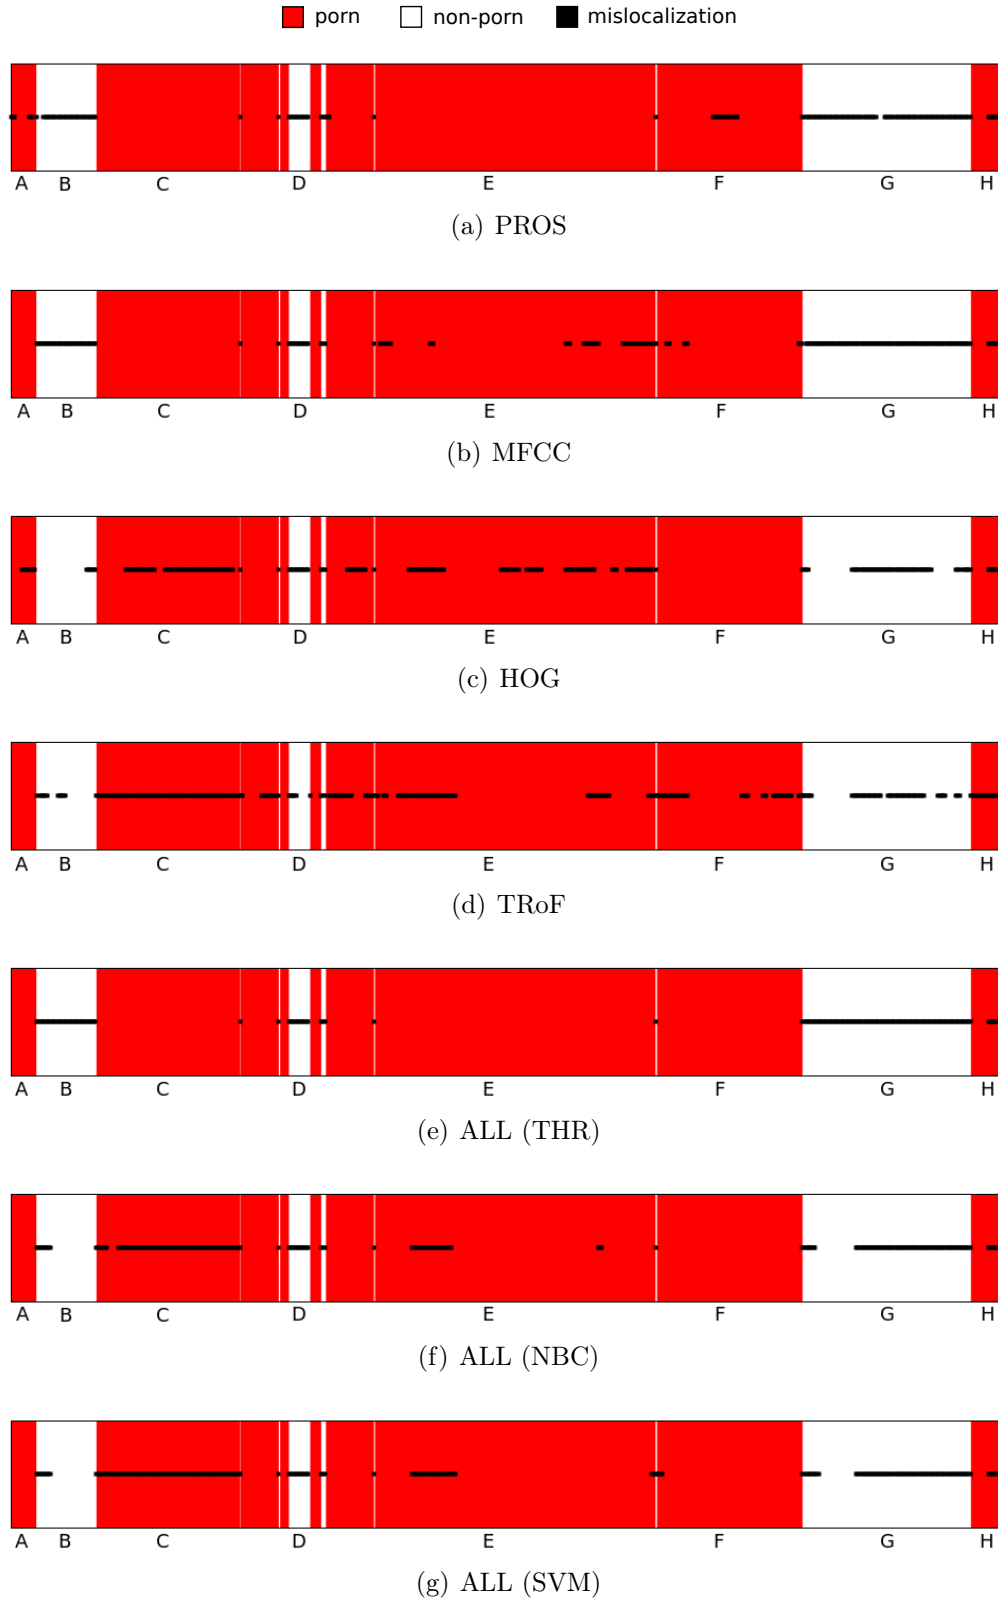 porn non-porn mislocalization
A B C D E F G H
(a) PROS
A B C D E F G H
(b) MFCC
A B C D E F G H
(c) HOG
A B C D E F G H
(d) TRoF
A B C D E F G H
(e) ALL (THR)
A B C D E F G H
(f) ALL (NBC)
A B C D E F G H
(g) ALL (SVM)